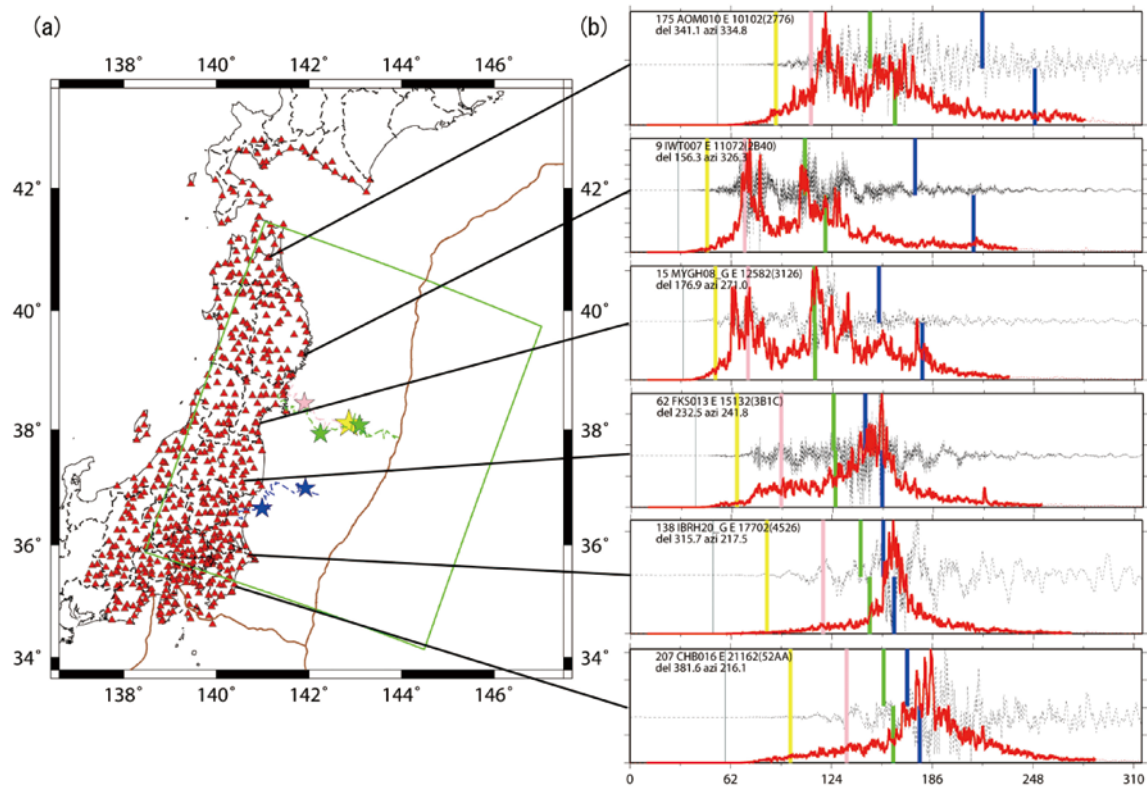 (a)
(b)
140° 142° 144° 146°
42°
40°
38°
36°
34°
138° 140° 142° 144° 146°
175 AOM010 E 10102(2776)
del 341.1 azi 334.8
9 IWT007 E 11072(2B40)
del 156.3 azi 326.3
15 MYGH08_G E 12582(3126)
del 176.9 azi 271.0
62 FKS013 E 15132(3B1C)
del 232.5 azi 241.8
138 IBRH20_G E 17702(4526)
del 315.7 azi 217.5
207 CHB016 E 21162(52AA)
del 381.6 azi 216.1
0 62 124 186 248 310